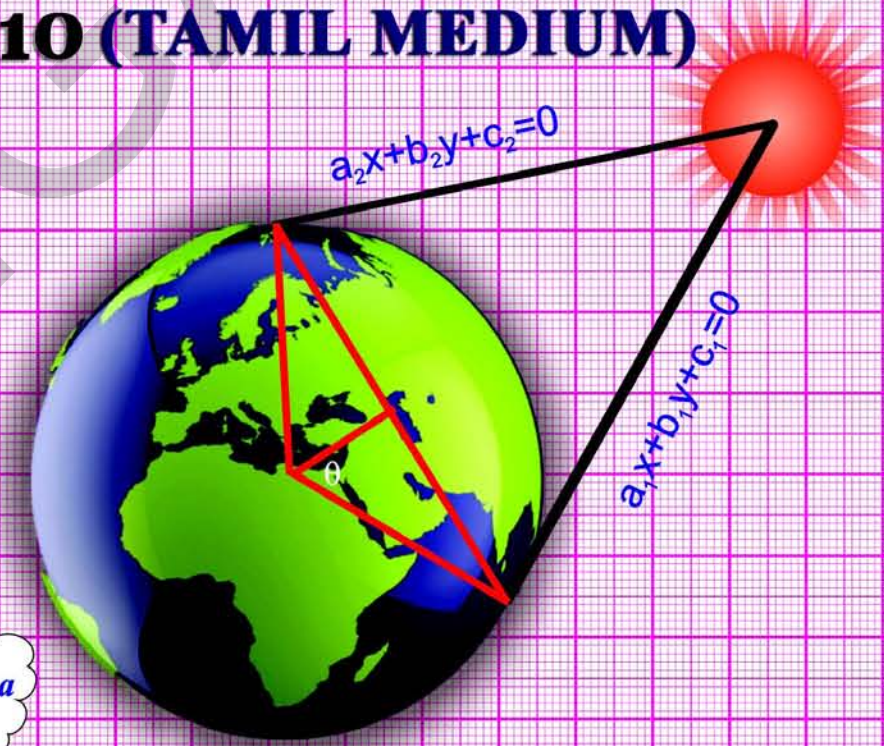 10 (TAMIL MEDIUM)
a₂x+b₂y+c₂=0
a₁x+b₁y+c₁=0
θ
a